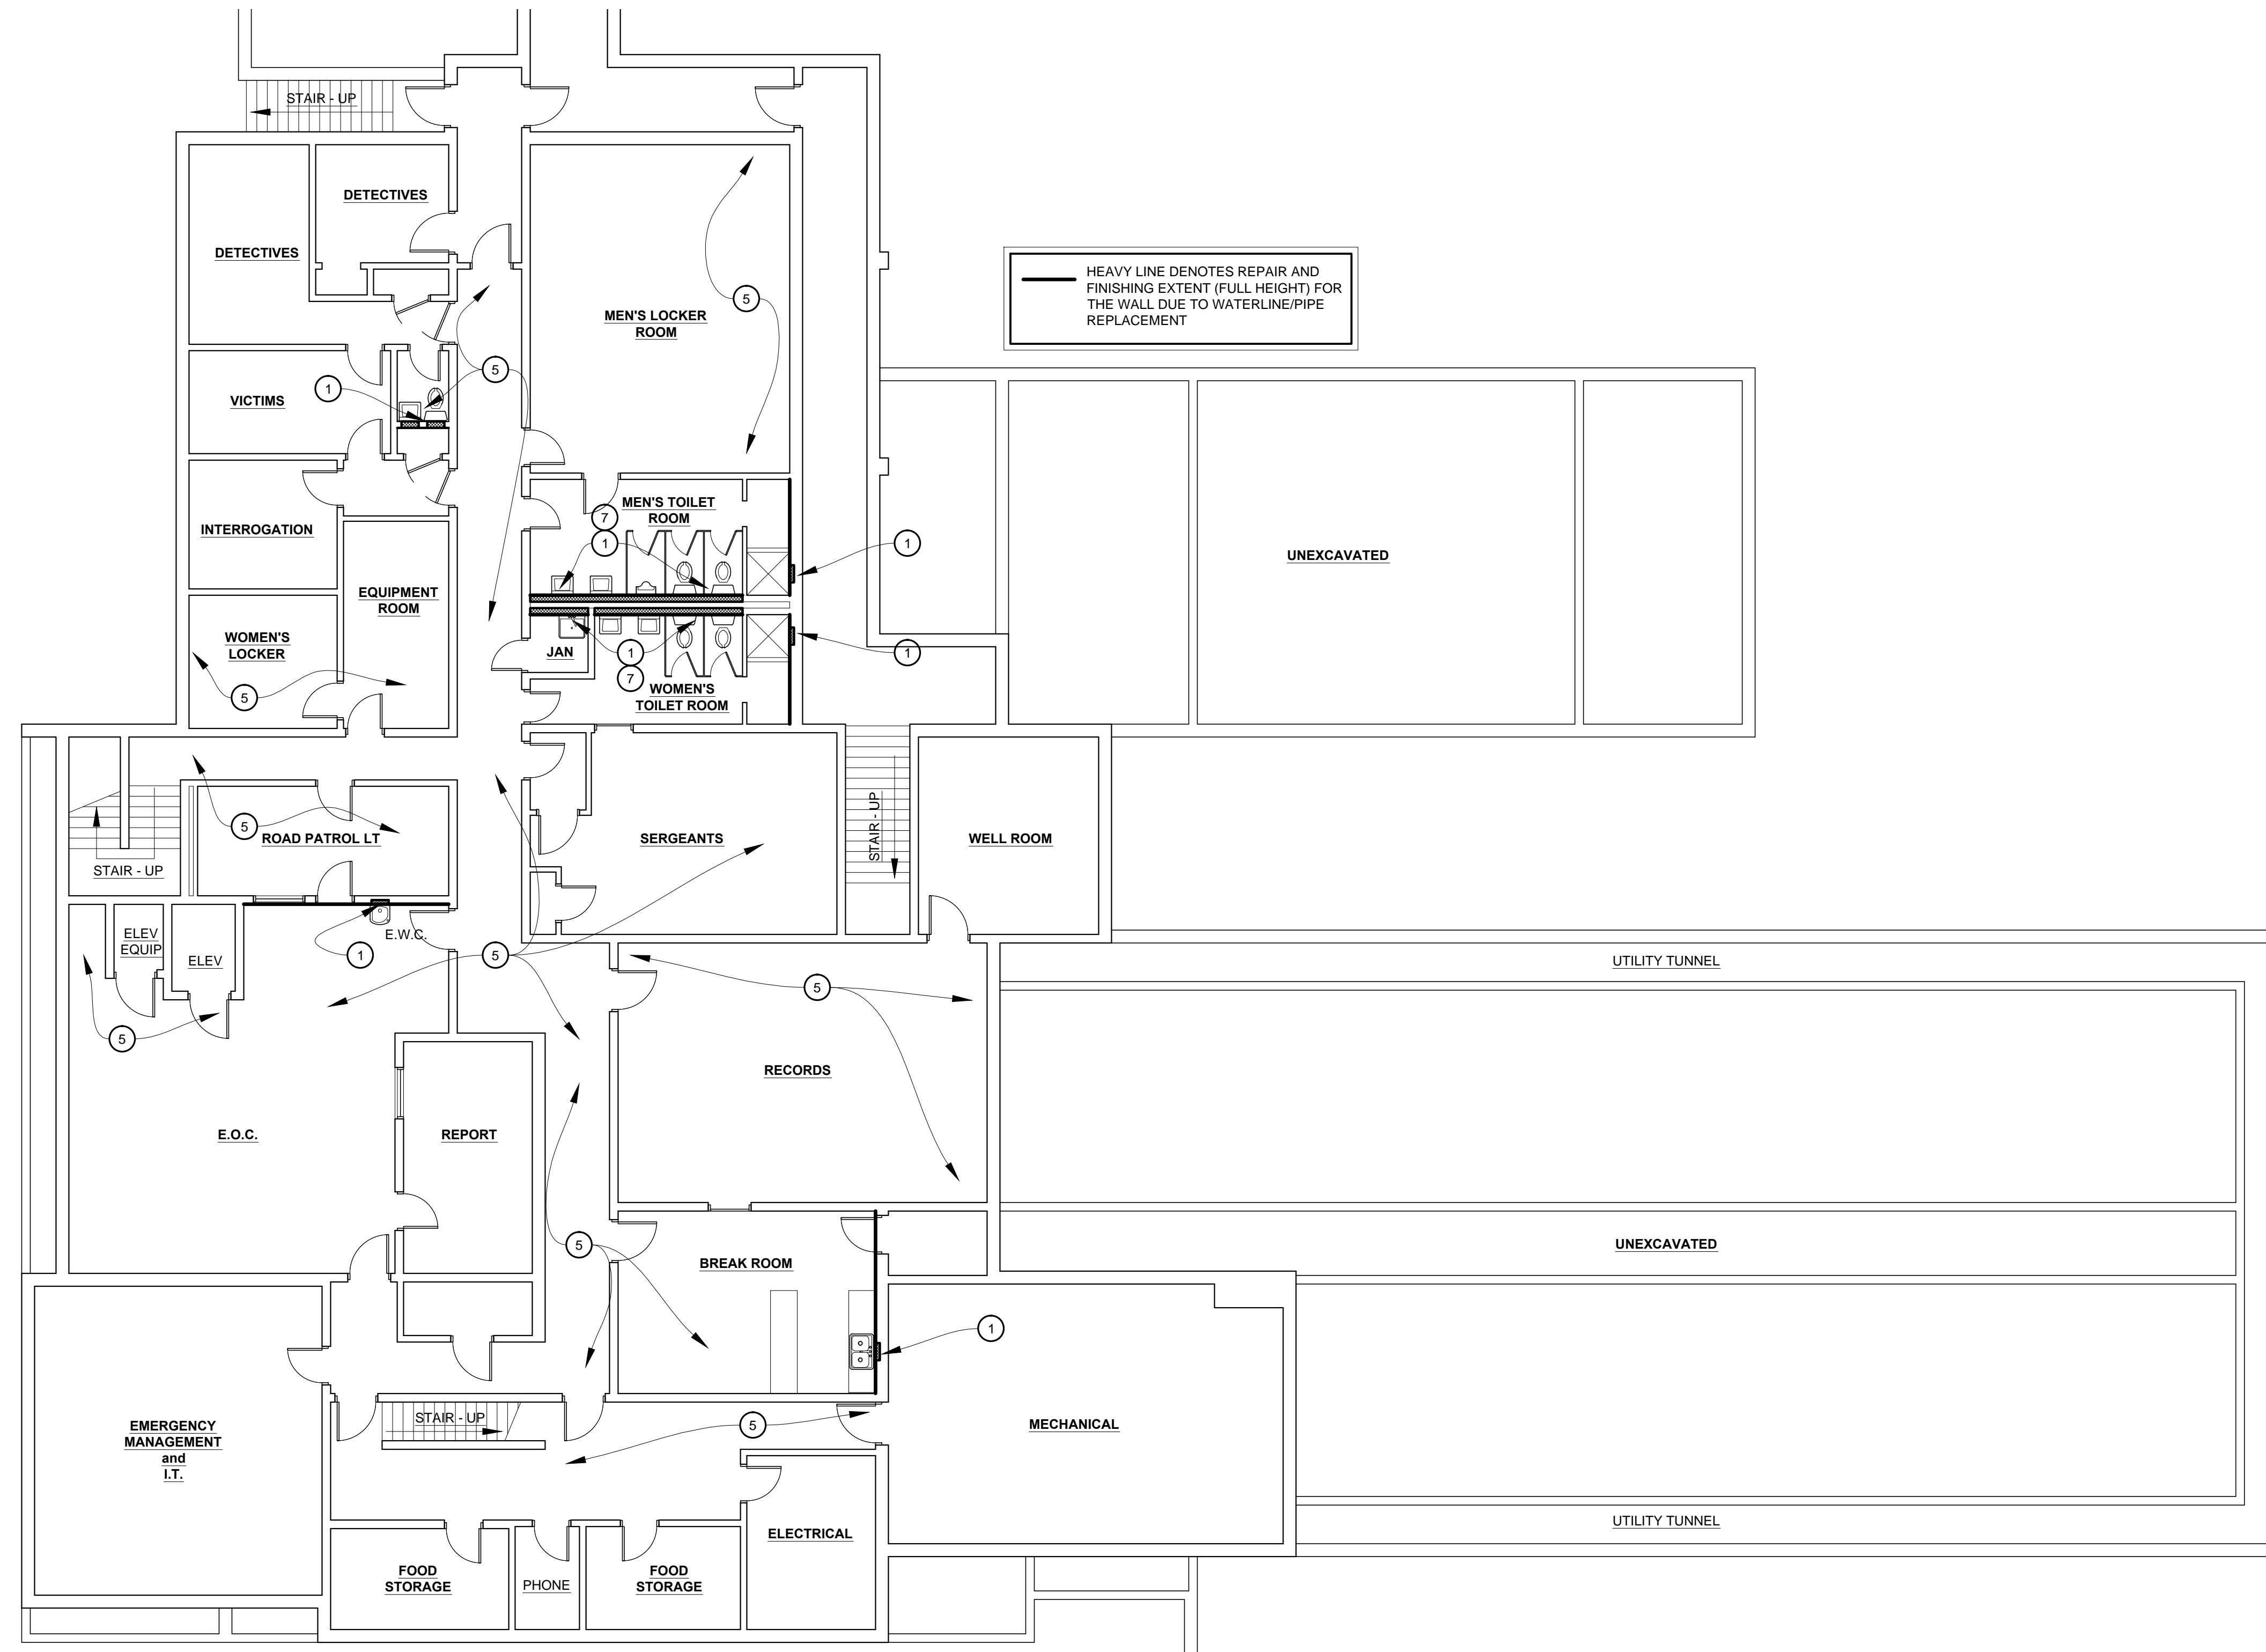 STAIR - UP
DETECTIVES
DETECTIVES
HEAVY LINE DENOTES REPAIR AND
FINISHING EXTENT (FULL HEIGHT) FOR
THE WALL DUE TO WATERLINE/PIPE
REPLACEMENT
5
MEN'S LOCKER
ROOM
5
1
VICTIMS
MEN'S TOILET
ROOM
7
1
1
INTERROGATION
UNEXCAVATED
EQUIPMENT
ROOM
WOMEN'S
LOCKER
JAN
1
7
1
WOMEN'S
TOILET ROOM
5
5
ROAD PATROL LT
SERGEANTS
STAIR - UP
WELL ROOM
STAIR - UP
ELEV
EQUIP
ELEV
E.W.C.
1
5
UTILITY TUNNEL
5
5
RECORDS
E.O.C.
REPORT
5
BREAK ROOM
UNEXCAVATED
1
STAIR - UP
5
EMERGENCY
MANAGEMENT
and
I.T.
MECHANICAL
ELECTRICAL
UTILITY TUNNEL
FOOD
STORAGE
PHONE
FOOD
STORAGE